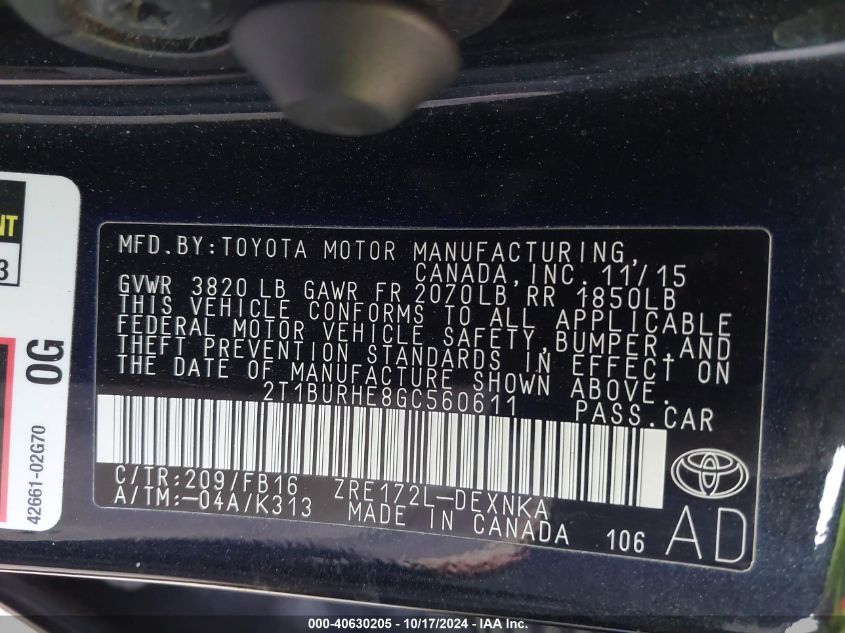 NT
3
0G
42661-02G70
MFD.BY:TOYOTA MOTOR MANUFACTURING,
CANADA,INC. 11/15
GVWR 3820 LB GAWR FR 2070LB RR 1850LB
THIS VEHICLE CONFORMS TO ALL APPLICABLE
FEDERAL MOTOR VEHICLE SAFETY,BUMPER,AND
THEFT PREVENTION STANDARDS IN EFFECT ON
THE DATE OF MANUFACTURE SHOWN ABOVE.
2T1BURHE8GC560611 PASS.CAR
C/TR:209/FB16 ZRE172L-DEXNKA
A/TM:-04A/K313 MADE IN CANADA 106
AD
000-40630205 - 10/17/2024 - IAA, Inc.